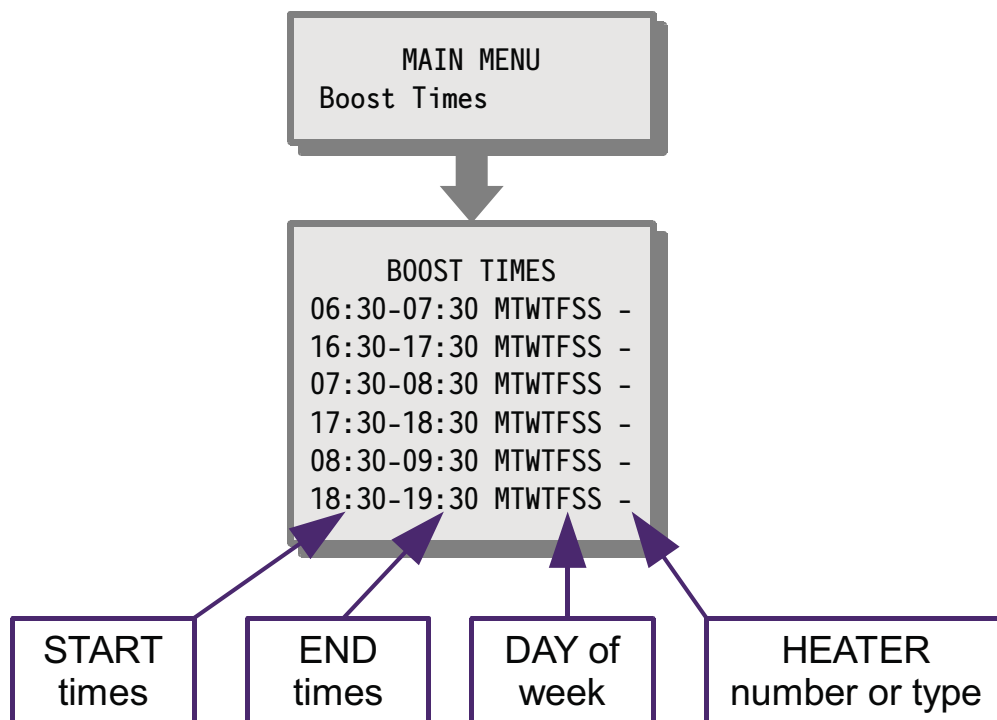 MAIN MENU
Boost Times
BOOST TIMES
06:30-07:30 MTWTFSS -
16:30-17:30 MTWTFSS -
07:30-08:30 MTWTFSS -
17:30-18:30 MTWTFSS -
08:30-09:30 MTWTFSS -
18:30-19:30 MTWTFSS -
START
times
END
times
DAY of
week
HEATER
number or type